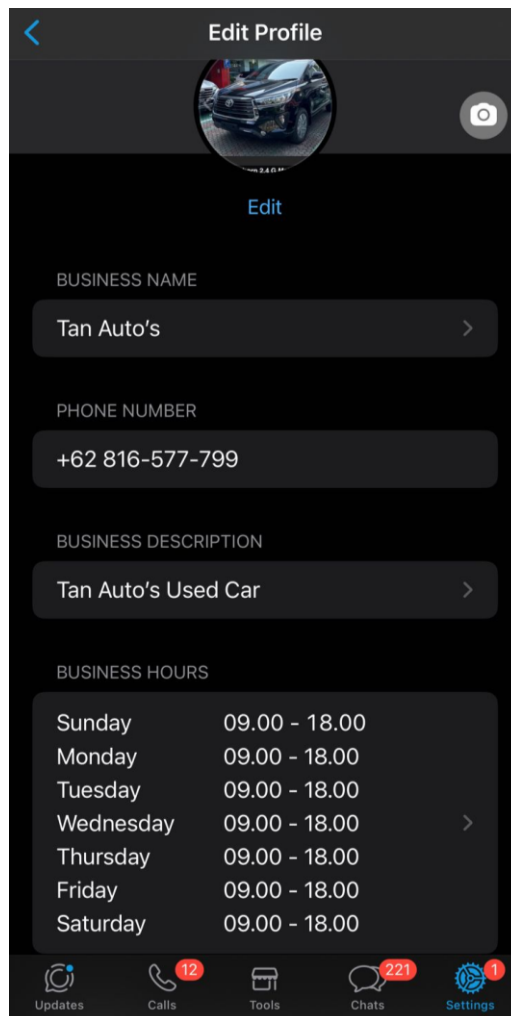 Edit Profile
Edit
BUSINESS NAME
Tan Auto's
PHONE NUMBER
+62 816-577-799
BUSINESS DESCRIPTION
Tan Auto's Used Car
BUSINESS HOURS
Sunday 09.00 - 18.00
Monday 09.00 - 18.00
Tuesday 09.00 - 18.00
Wednesday 09.00 - 18.00
Thursday 09.00 - 18.00
Friday 09.00 - 18.00
Saturday 09.00 - 18.00
12 221 1
Updates Calls Tools Chats Settings